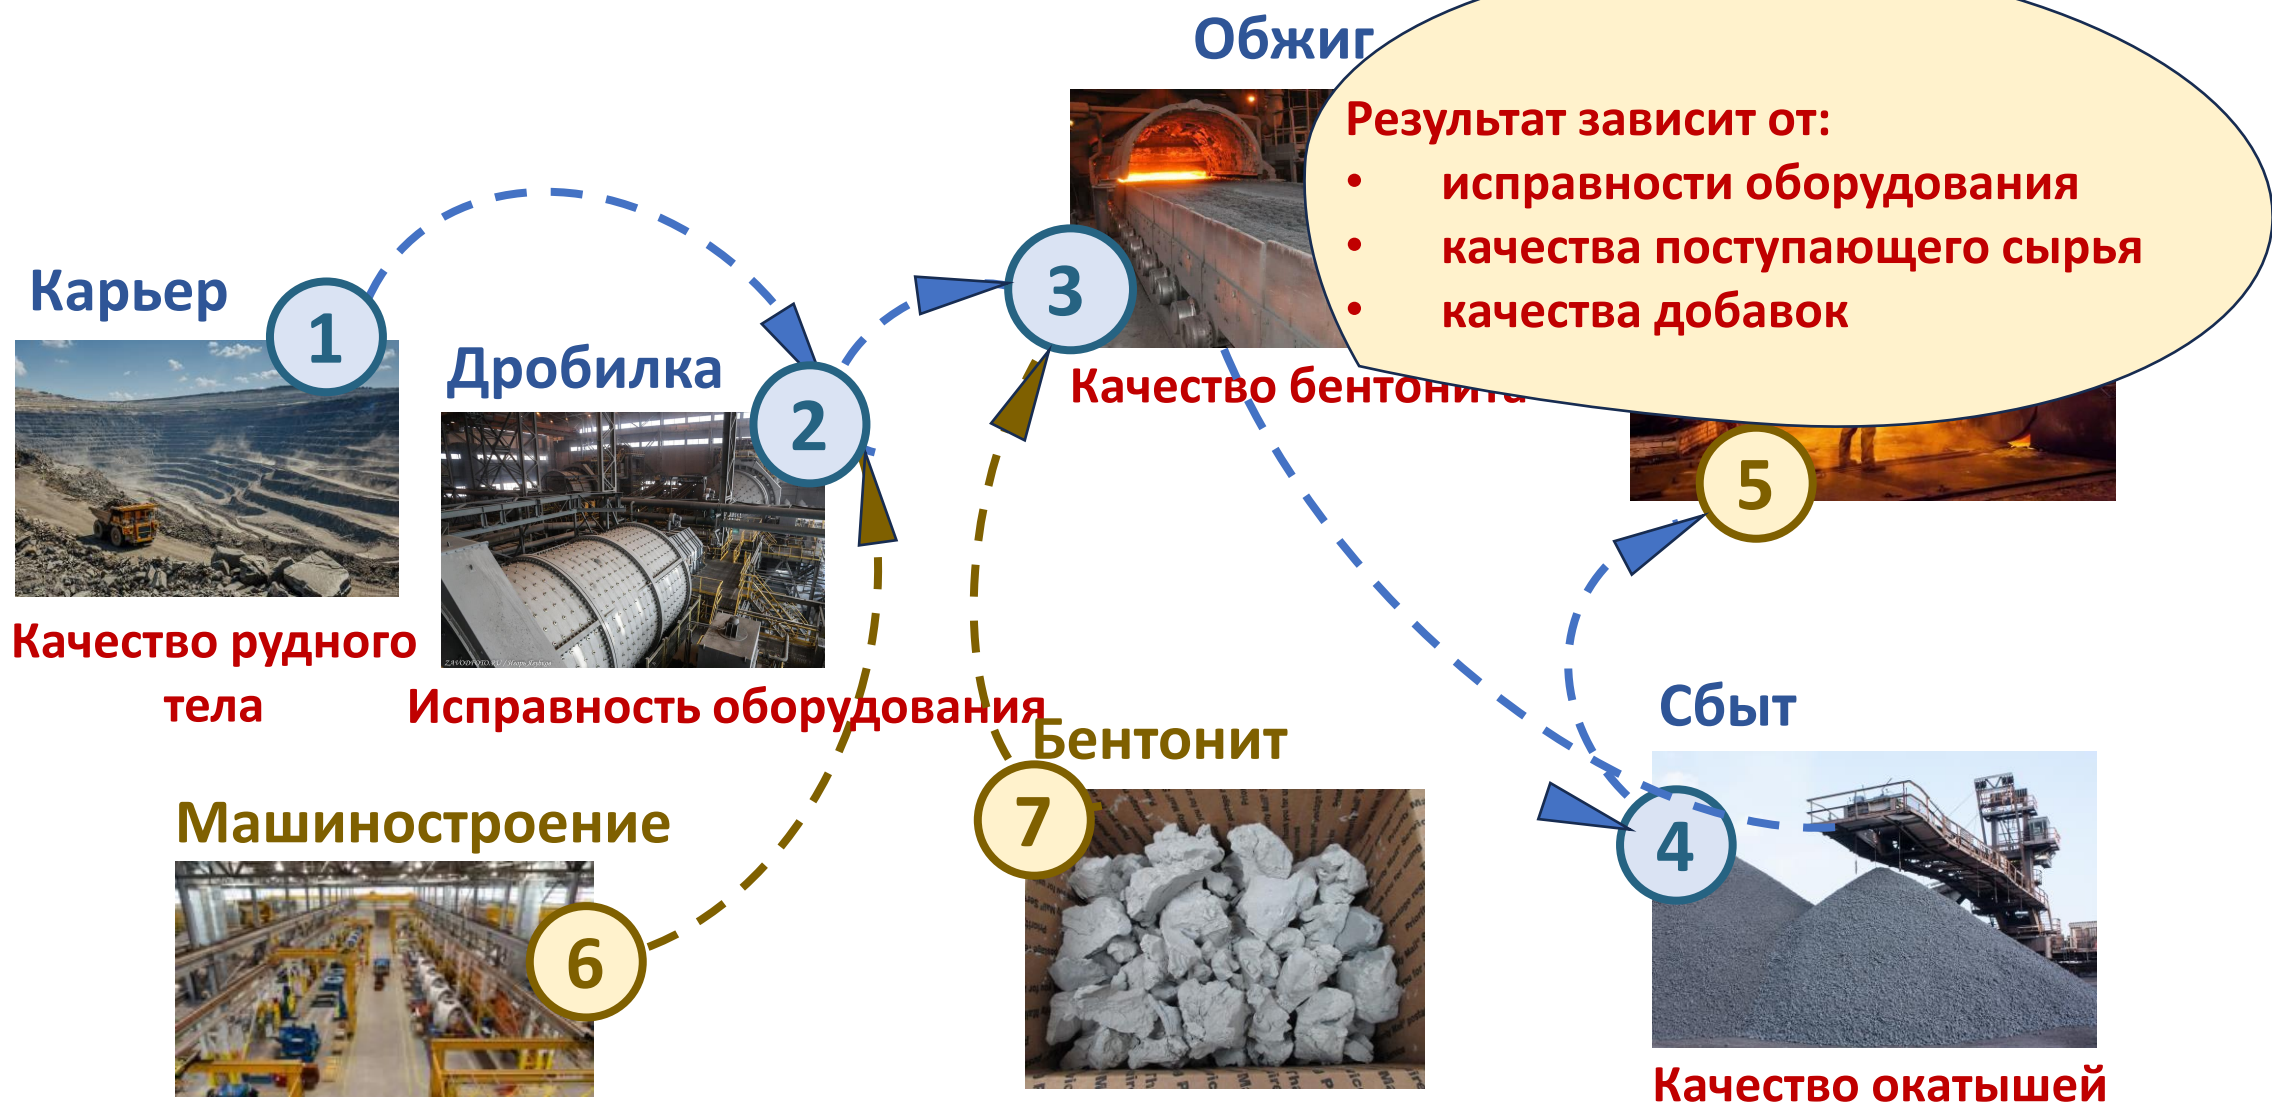 Обжиг
Результат зависит от:
• исправности оборудования
• качества поступающего сырья
• качества добавок
Карьер
1
Дробилка
2
3
Качество бентонита
5
Качество рудного
тела
Исправность оборудования
Бентонит
7
Сбыт
4
Машиностроение
6
Качество окатышей